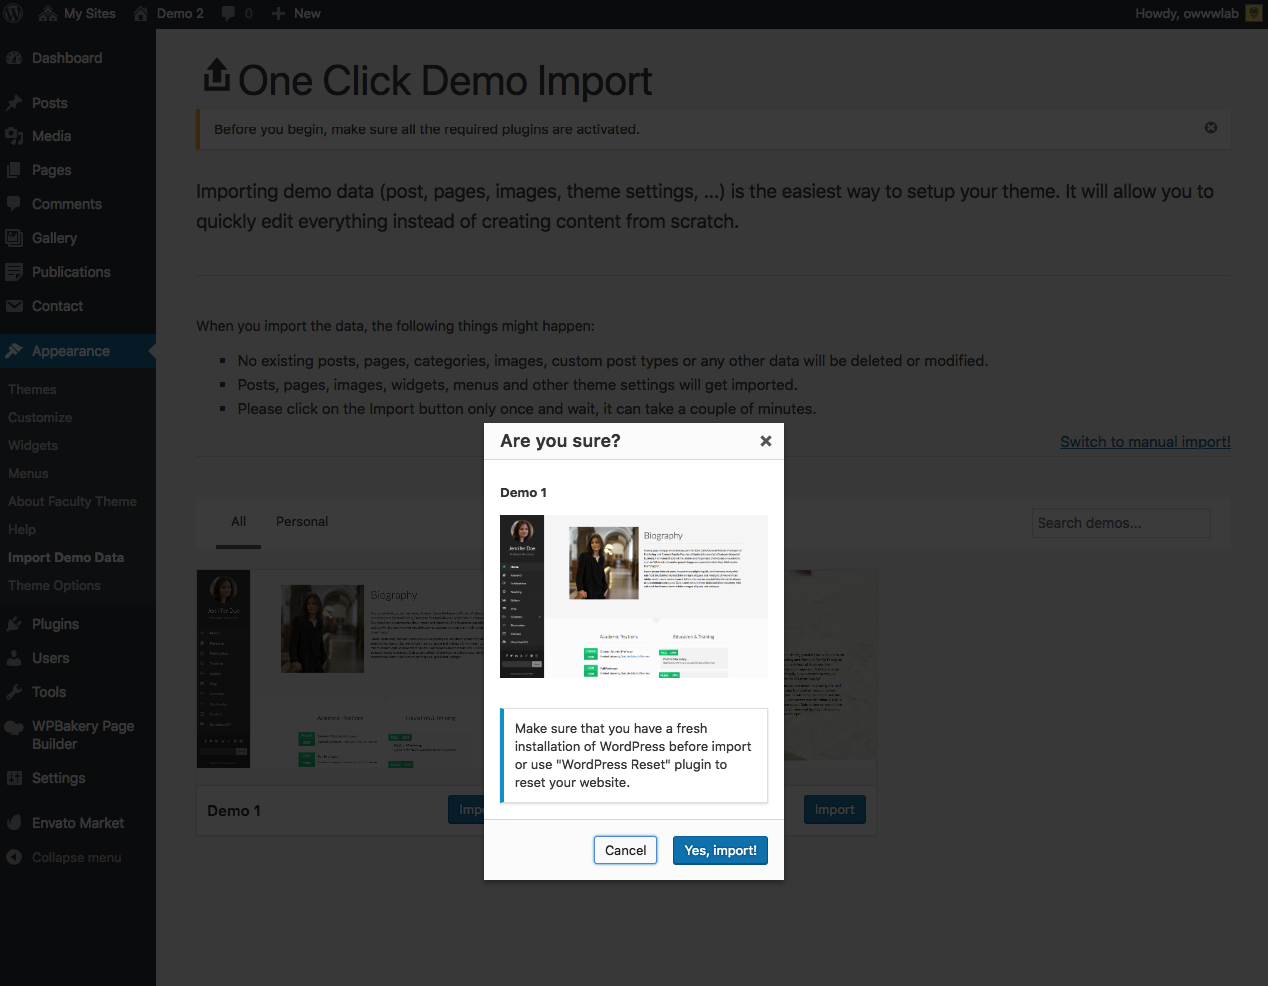 My Sites
Demo 2
0
New
Howdy, owwwlab
Dashboard
Posts
Media
Pages
Comments
Gallery
Publications
Contact
Appearance
Themes
Customize
Widgets
Menus
About Faculty Theme
Help
Import Demo Data
Theme Options
Plugins
Users
Tools
WPBakery Page
Builder
Settings
Envato Market
Collapse menu
One Click Demo Import
Before you begin, make sure all the required plugins are activated.
Importing demo data (post, pages, images, theme settings, ...) is the easiest way to setup your theme. It will allow you to
quickly edit everything instead of creating content from scratch.
When you import the data, the following things might happen:
No existing posts, pages, categories, images, custom post types or any other data will be deleted or modified.
Posts, pages, images, widgets, menus and other theme settings will get imported.
Please click on the Import button only once and wait, it can take a couple of minutes.
Switch to manual import!
All
Personal
Search demos...
Biography
Academic Positions
Education & Training
Demo 1
Import
Are you sure?
Demo 1
Jennifer Doe
Biography
Academic Positions
Education & Training
Make sure that you have a fresh
installation of WordPress before import
or use "WordPress Reset" plugin to
reset your website.
Cancel
Yes, import!